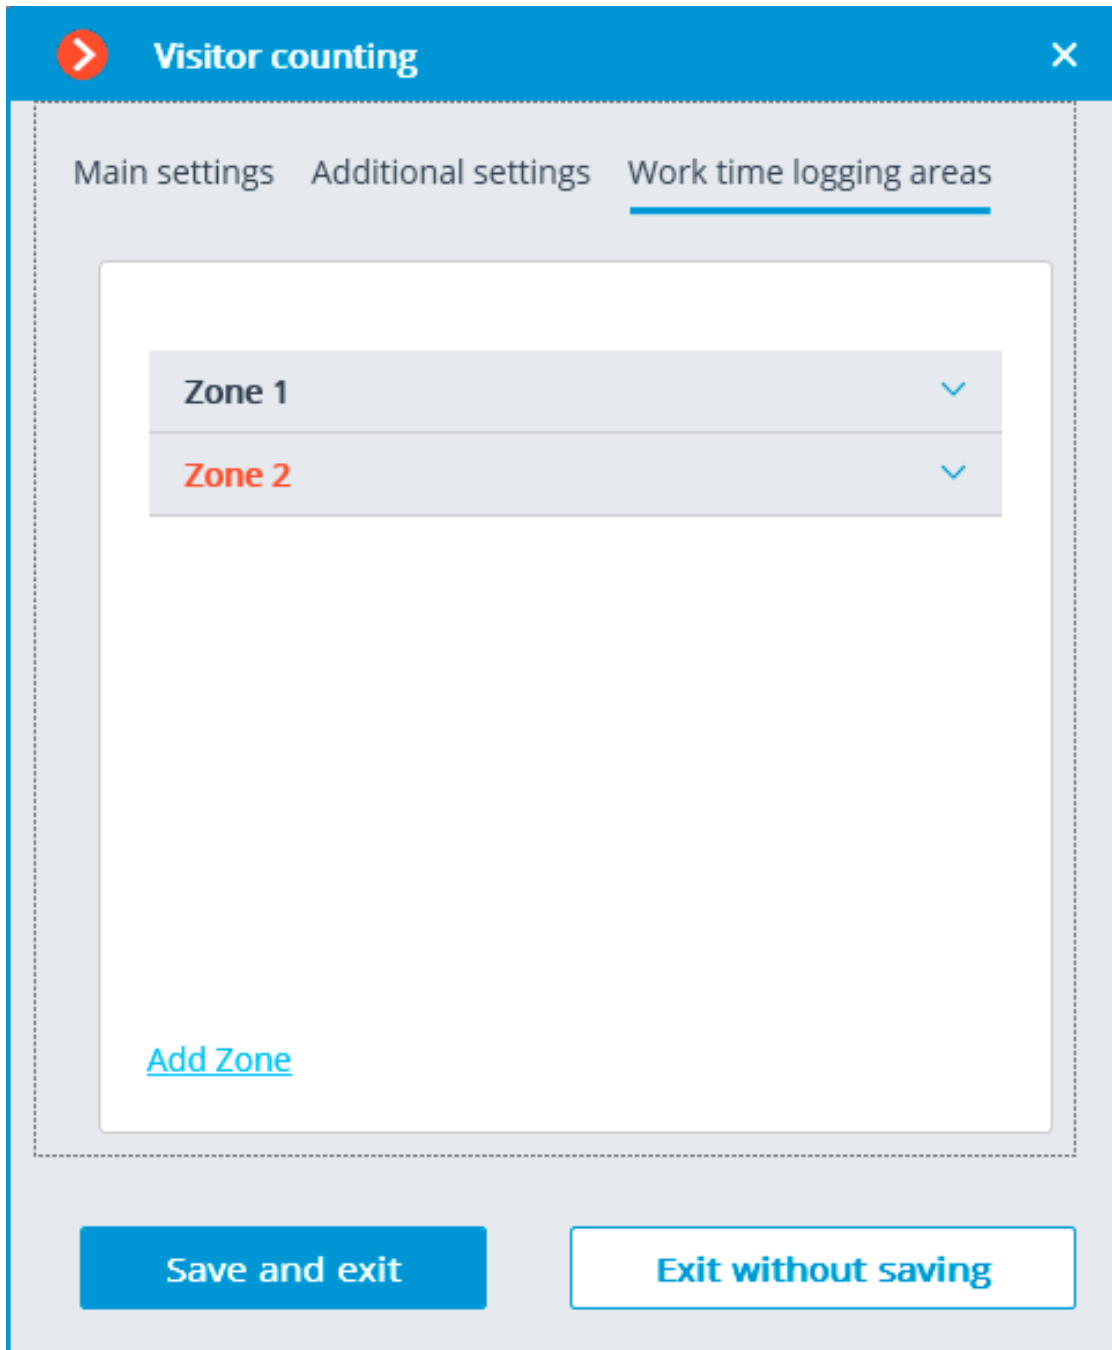 Visitor counting
Main settings Additional settings Work time logging areas
Zone 1
Zone 2
Add Zone
Save and exit Exit without saving